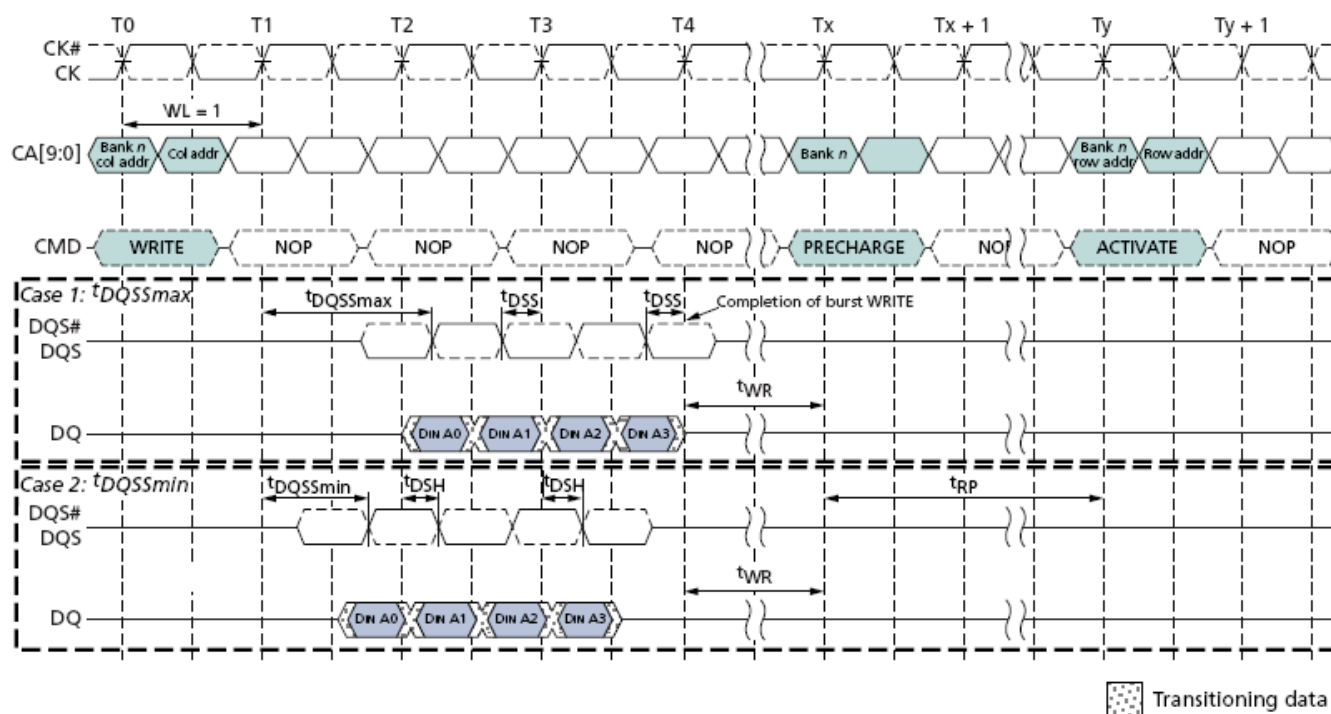 T0 T1 T2 T3 T4 Tx Tx + 1 Ty Ty + 1
CK#
CK
WL = 1
CA[9:0] Bank n col addr Col addr Bank n Bank n row addr Row addr
CMD WRITE NOP NOP NOP NOP PRECHARGE NOP ACTIVATE NOP
Case 1: tDQSSmax
tDQSSmax tDSS tDSS Completion of burst WRITE
DQS#
DQS
tWR
DQ DIN A0 DIN A1 DIN A2 DIN A3
Case 2: tDQSSmin
tDQSSmin tDSH tDSH tRP
DQS#
DQS
tWR
DQ DIN A0 DIN A1 DIN A2 DIN A3
Transitioning data